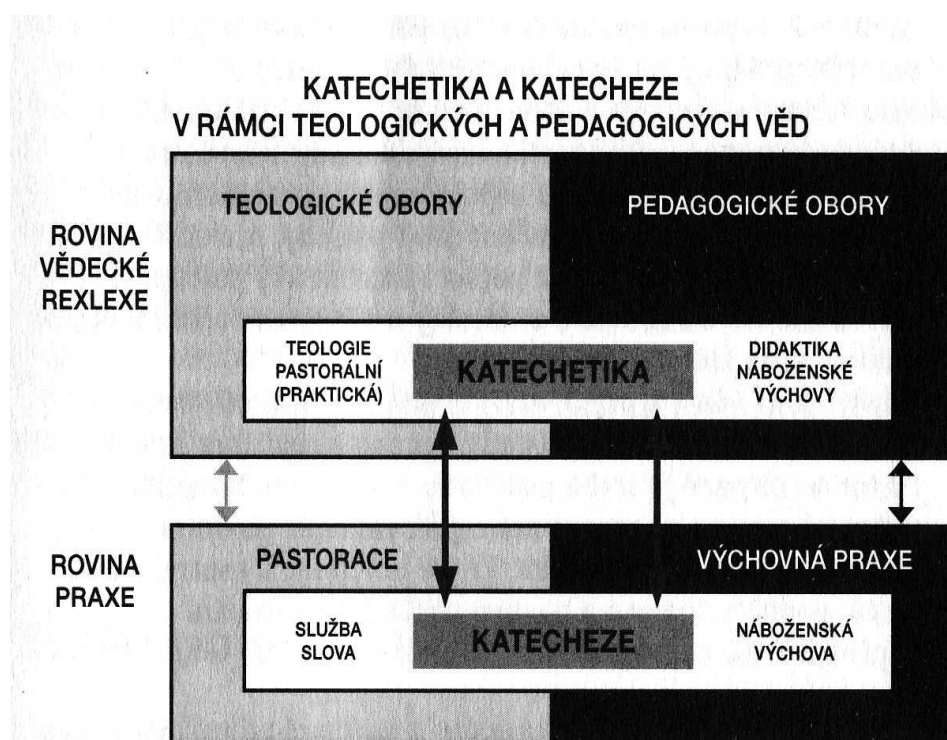 KATECHETIKA A KATECHEZE
V RÁMCI TEOLOGICKÝCH A PEDAGOGICÝCH VĚD
TEOLOGICKÉ OBORY
PEDAGOGICKÉ OBORY
ROVINA
VĚDECKÉ
REXLEXE
TEOLOGIE
PASTORÁLNÍ
(PRAKTICKÁ)
KATECHETIKA
DIDAKTIKA
NÁBOŽENSKÉ
VÝCHOVY
ROVINA
PRAXE
PASTORACE
VÝCHOVNÁ PRAXE
SLUŽBA
SLOVA
KATECHEZE
NÁBOŽENSKÁ
VÝCHOVA